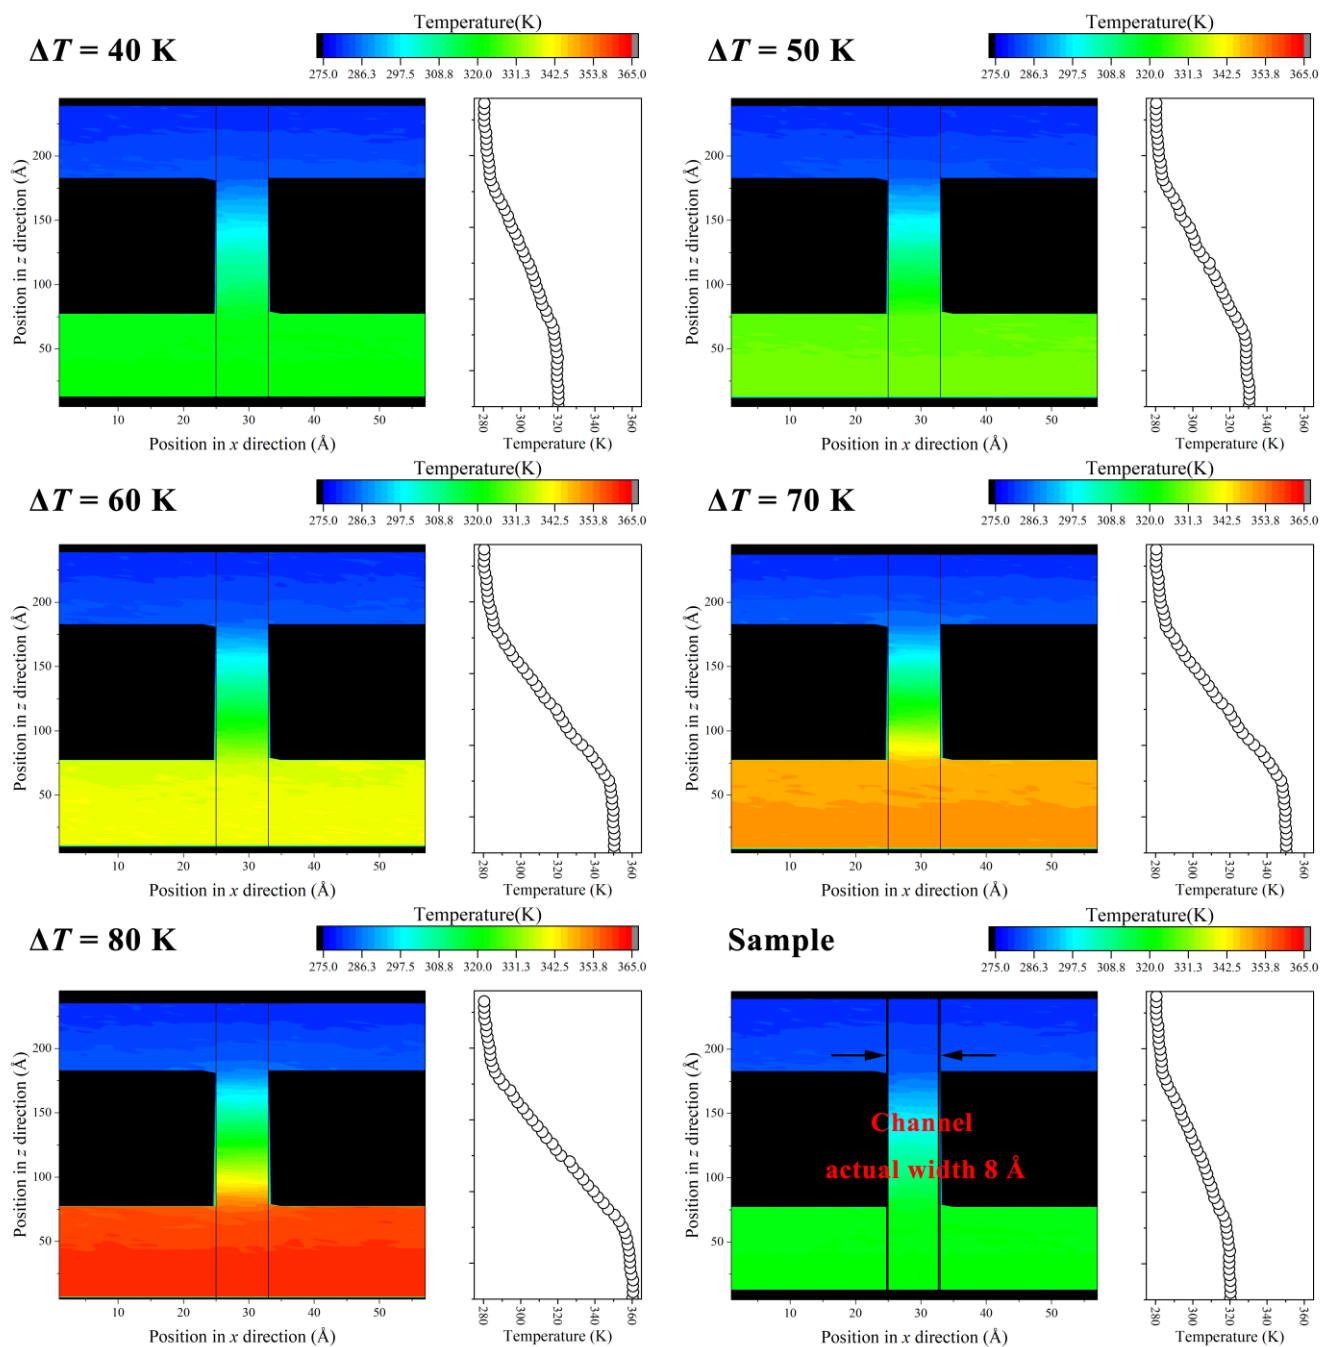 ΔT = 40 K
Temperature(K)
275.0 286.3 297.5 308.8 320.0 331.3 342.5 353.8 365.0
Position in z direction (Å)
200
150
100
50
10 20 30 40 50
Position in x direction (Å)
280 300 320 340 360
Temperature (K)
ΔT = 50 K
Temperature(K)
275.0 286.3 297.5 308.8 320.0 331.3 342.5 353.8 365.0
Position in z direction (Å)
200
150
100
50
10 20 30 40 50
Position in x direction (Å)
280 300 320 340 360
Temperature (K)
ΔT = 60 K
Temperature(K)
275.0 286.3 297.5 308.8 320.0 331.3 342.5 353.8 365.0
Position in z direction (Å)
200
150
100
50
10 20 30 40 50
Position in x direction (Å)
280 300 320 340 360
Temperature (K)
ΔT = 70 K
Temperature(K)
275.0 286.3 297.5 308.8 320.0 331.3 342.5 353.8 365.0
Position in z direction (Å)
200
150
100
50
10 20 30 40 50
Position in x direction (Å)
280 300 320 340 360
Temperature (K)
ΔT = 80 K
Temperature(K)
275.0 286.3 297.5 308.8 320.0 331.3 342.5 353.8 365.0
Position in z direction (Å)
200
150
100
50
10 20 30 40 50
Position in x direction (Å)
280 300 320 340 360
Temperature (K)
Sample
Temperature(K)
275.0 286.3 297.5 308.8 320.0 331.3 342.5 353.8 365.0
Position in z direction (Å)
200
150
100
50
Channel
actual width 8 Å
10 20 30 40 50
Position in x direction (Å)
280 300 320 340 360
Temperature (K)